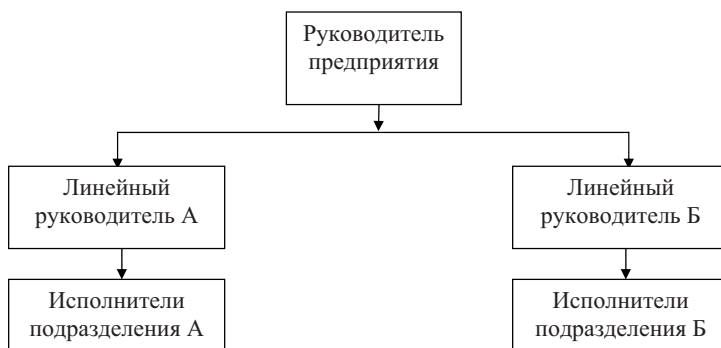 Руководитель
предприятия
Линейный
руководитель А
Линейный
руководитель Б
Исполнители
подразделения А
Исполнители
подразделения Б